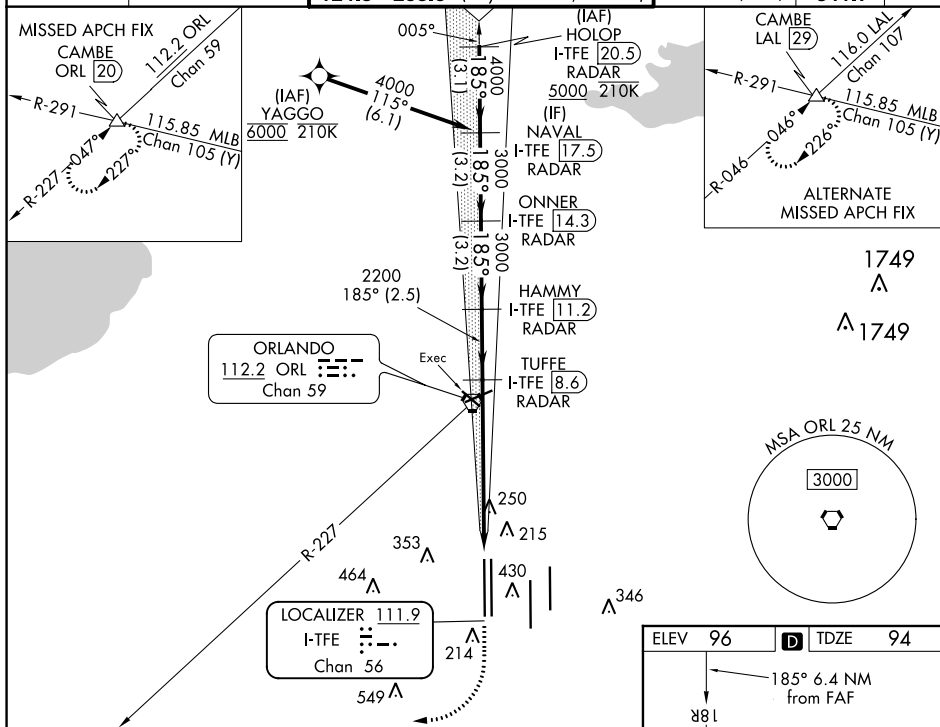 MISSED APCH FIX
CAMBE
ORL 20
112.2 ORL
Chan 59
R-291
115.85 MLB
Chan 105 (Y)
R-227
047°
227°
005°
(IAF)
HOLOP
I-TFE 20.5
RADAR
5000 210K
4000
185°
(3.1)
(IAF)
YAGGO
6000 210K
4000
115°
(6.1)
(IF)
NAVAL
I-TFE 17.5
RADAR
3000
185°
(3.2)
ONNER
I-TFE 14.3
RADAR
3000
185°
(3.2)
HAMMY
I-TFE 11.2
RADAR
2200
185° (2.5)
TUFFE
I-TFE 8.6
RADAR
ORLANDO
112.2 ORL
Chan 59
Exec
CAMBE
LAL 29
116.0 LAL
Chan 107
R-291
115.85 MLB
Chan 105 (Y)
R-046
046°
226°
ALTERNATE
MISSED APCH FIX
1749
1749
MSA ORL 25 NM
3000
R-227
250
215
353
464
430
346
LOCALIZER 111.9
I-TFE
Chan 56
214
549
ELEV 96
D
TDZE 94
185° 6.4 NM
from FAF
18R